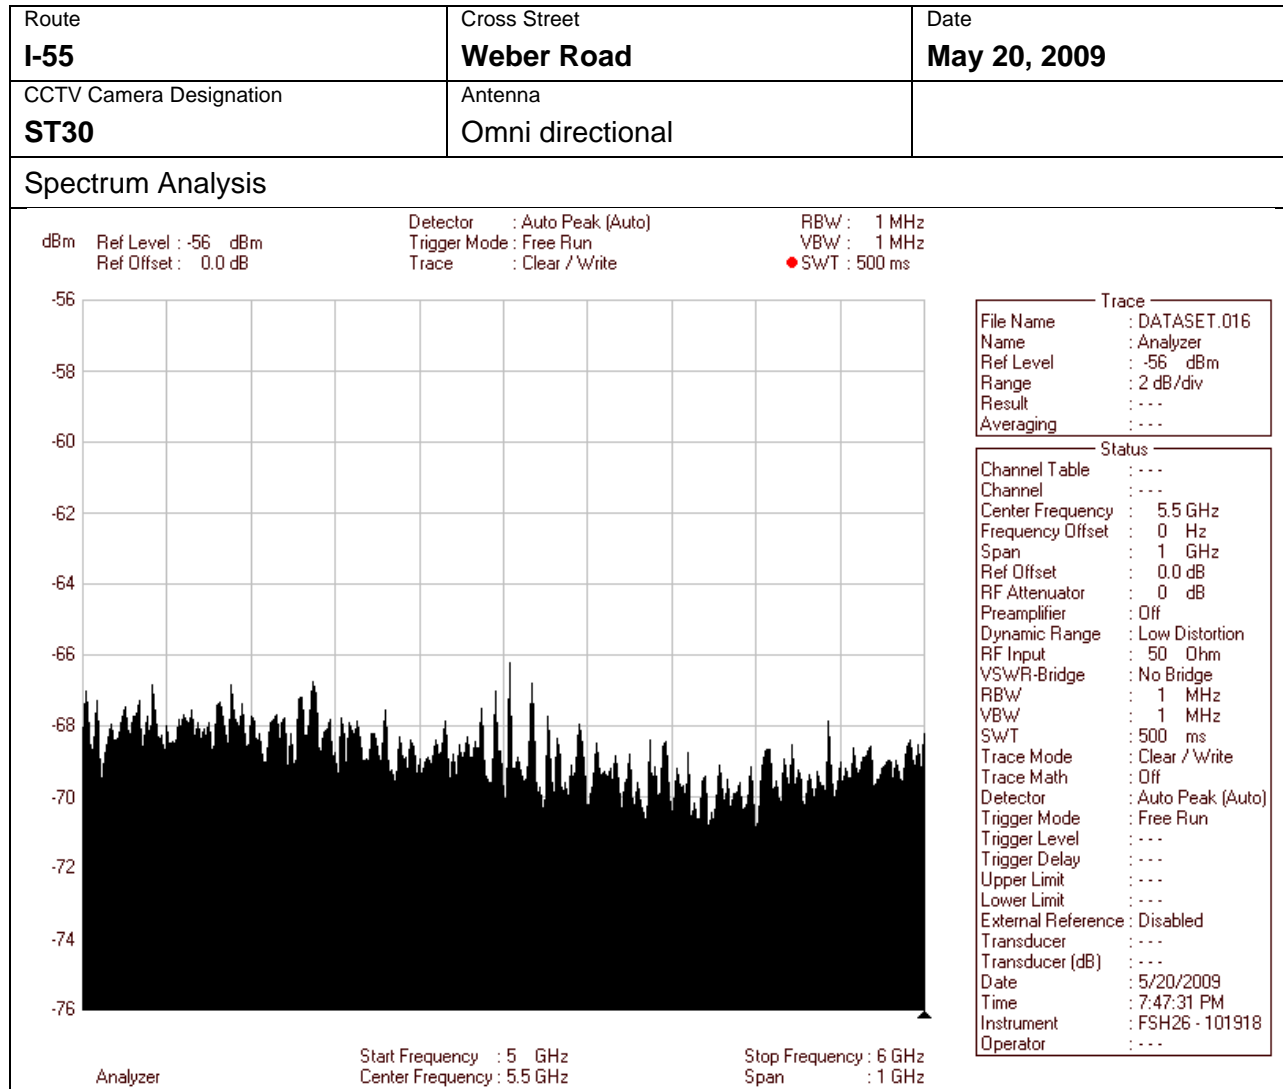 Route Cross Street Date
I-55 Weber Road May 20, 2009
CCTV Camera Designation Antenna
ST30 Omni directional
Spectrum Analysis
dBm Ref Level : -56 dBm Detector : Auto Peak (Auto) RBW : 1 MHz
Trigger Mode : Free Run VBW : 1 MHz
Ref Offset : 0.0 dB Trace : Clear / Write SWT : 500 ms
-56
-58
-60
-62
-64
-66
-68
-70
-72
-74
-76
Trace
File Name : DATASET.016
Name : Analyzer
Ref Level : -56 dBm
Range : 2 dB/div
Result : - - -
Averaging : - - -
Status
Channel Table : - - -
Channel : - - -
Center Frequency : 5.5 GHz
Frequency Offset : 0 Hz
Span : 1 GHz
Ref Offset : 0.0 dB
RF Attenuator : 0 dB
Preamplifier : Off
Dynamic Range : Low Distortion
RF Input : 50 Ohm
VSWR-Bridge : No Bridge
RBW : 1 MHz
VBW : 1 MHz
SWT : 500 ms
Trace Mode : Clear / Write
Trace Math : Off
Detector : Auto Peak (Auto)
Trigger Mode : Free Run
Trigger Level : - - -
Trigger Delay : - - -
Upper Limit : - - -
Lower Limit : - - -
External Reference : Disabled
Transducer : - - -
Transducer (dB) : - - -
Date : 5/20/2009
Time : 7:47:31 PM
Instrument : FSH26 - 101918
Operator : - - -
Start Frequency : 5 GHz Stop Frequency : 6 GHz
Analyzer Center Frequency : 5.5 GHz Span : 1 GHz